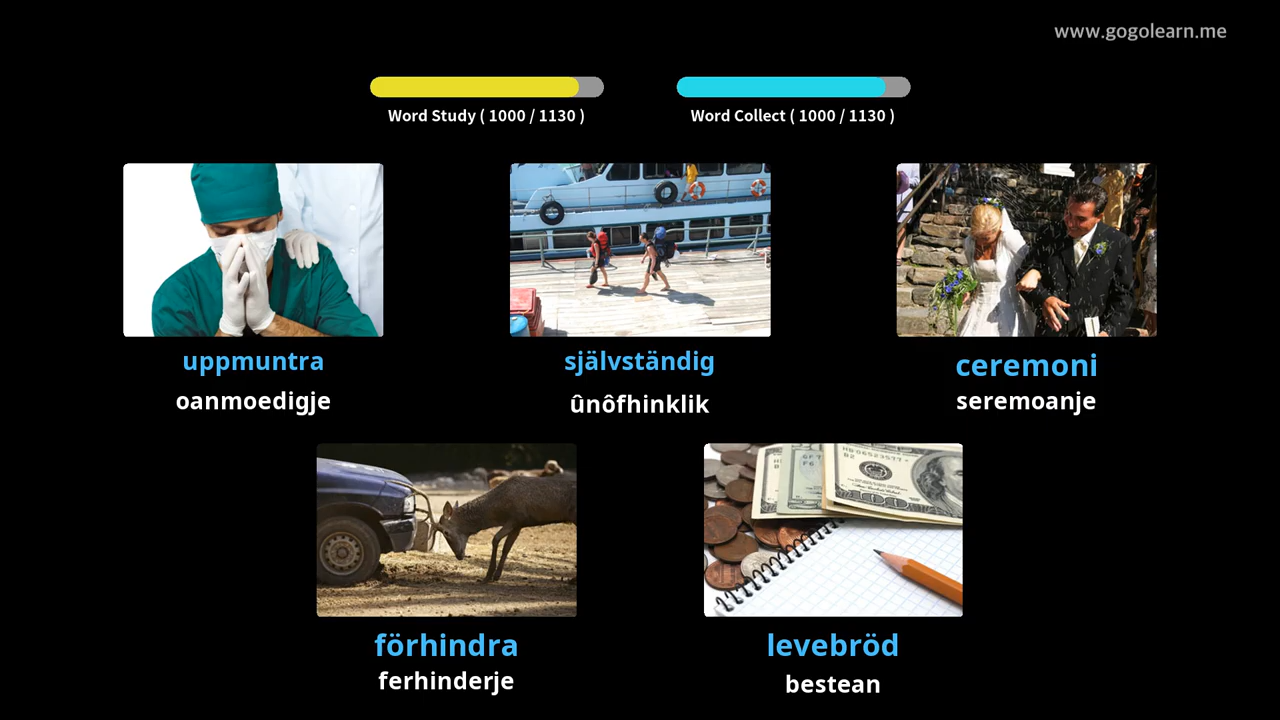 www.gogolearn.me
Word Study ( 1000 / 1130 )
Word Collect ( 1000 / 1130 )
uppmuntra
oanmoedigje
självständig
ûnôfhinklik
ceremoni
seremoanje
förhindra
ferhinderje
levebröd
bestean